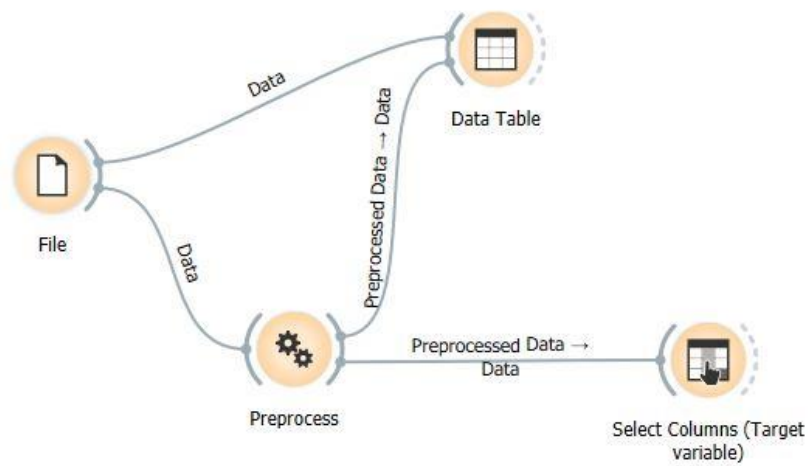 Data
Data Table
Preprocessed Data → Data
File
Data
Preprocessed Data →
Data
Preprocess
Select Columns (Target
variable)